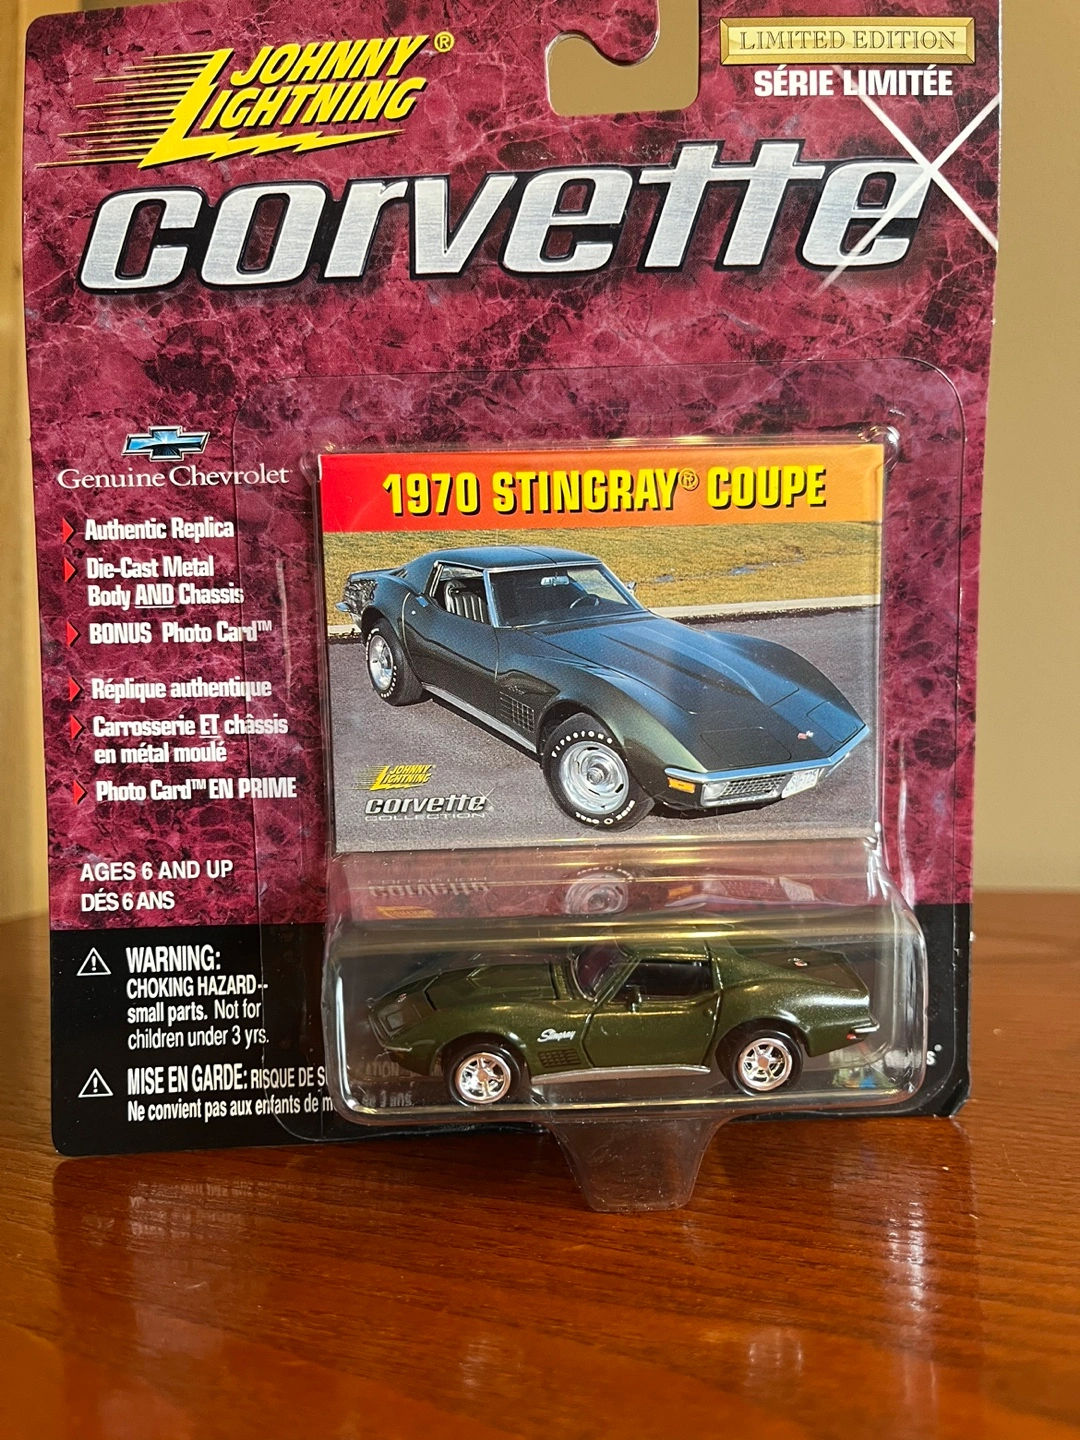 JOHNNY LIGHTNING®
LIMITED EDITION
SÉRIE LIMITÉE
corvette
Genuine Chevrolet
Authentic Replica
Die-Cast Metal
Body AND Chassis
BONUS Photo Card™
Réplique authentique
Carrosserie ET châssis
en métal moulé
Photo Card™ EN PRIME
AGES 6 AND UP
DÉS 6 ANS
WARNING:
CHOKING HAZARD--
small parts. Not for
children under 3 yrs.
MISE EN GARDE: RISQUE DE S
Ne convient pas aux enfants de m
1970 STINGRAY® COUPE
Firestone
JOHNNY
LIGHTNING®
corvette
COLLECTION
Stingray